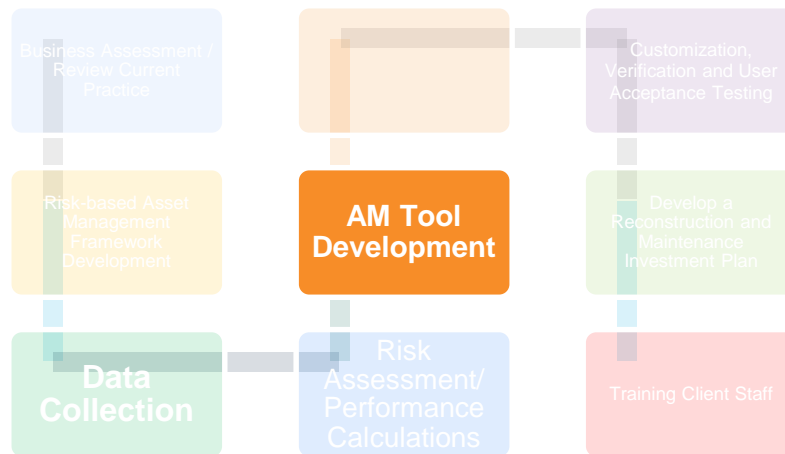 Business Assessment /
Review Current
Practice
Risk-based Asset
Management
Framework
Development
Data
Collection
Risk
Assessment/
Performance
Calculations
AM Tool
Development
Customization,
Verification and User
Acceptance Testing
Develop a
Reconstruction and
Maintenance
Investment Plan
Training Client Staff